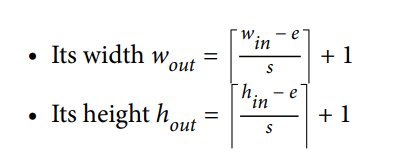 • Its width w_out = ⌈(w_in − e)/s⌉ + 1
• Its height h_out = ⌈(h_in − e)/s⌉ + 1